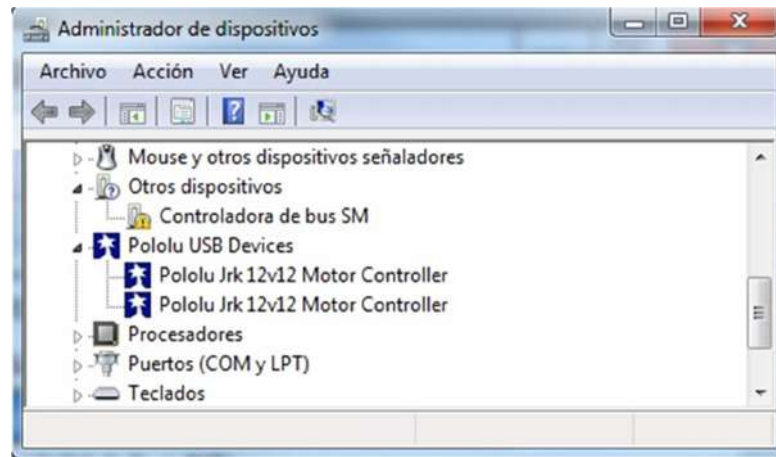 Administrador de dispositivos
Archivo Acción Ver Ayuda
Mouse y otros dispositivos señaladores
Otros dispositivos
Controladora de bus SM
Pololu USB Devices
Pololu Jrk 12v12 Motor Controller
Pololu Jrk 12v12 Motor Controller
Procesadores
Puertos (COM y LPT)
Teclados